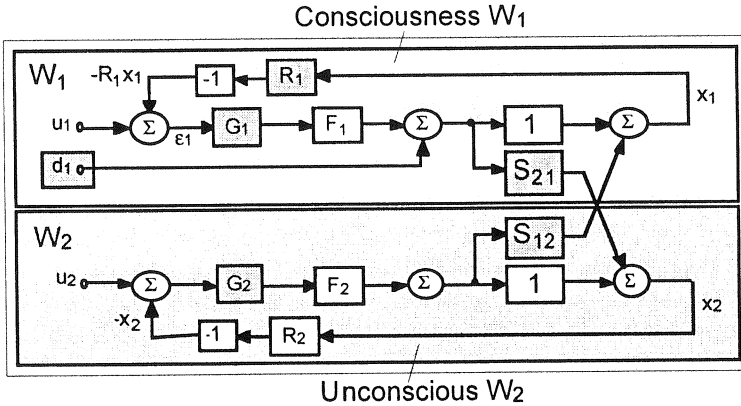 Consciousness W1
W1
-R1x1
-1
R1
x1
u1
Σ
ε1
G1
F1
Σ
1
Σ
d1
S21
W2
S12
u2
Σ
G2
F2
Σ
1
Σ
-x2
-1
R2
x2
Unconscious W2